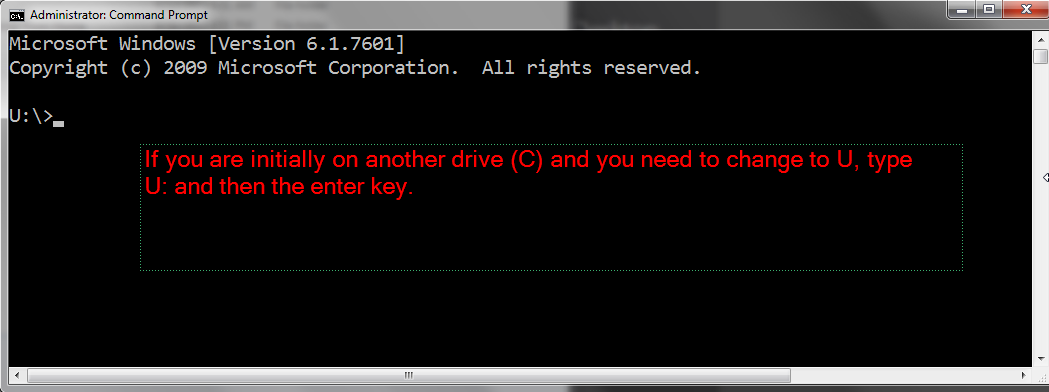 Administrator: Command Prompt
Microsoft Windows [Version 6.1.7601]
Copyright (c) 2009 Microsoft Corporation.  All rights reserved.
U:\>_
If you are initially on another drive (C) and you need to change to U, type
U: and then the enter key.